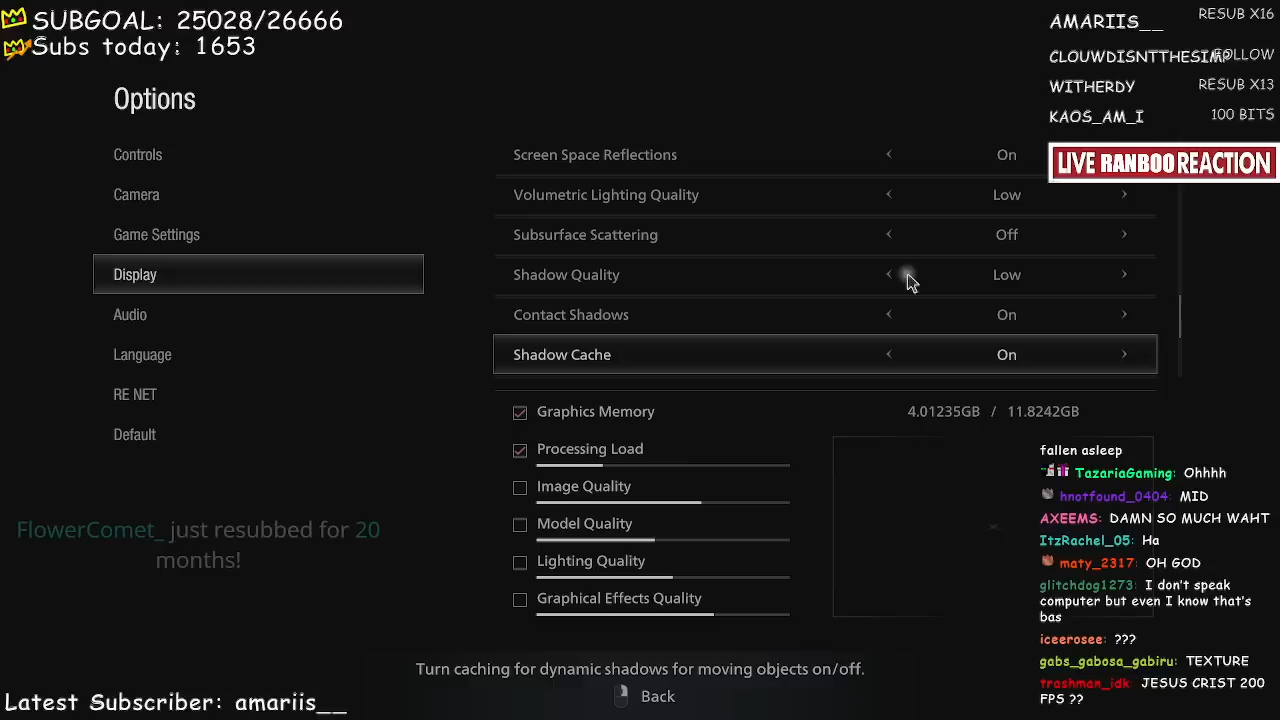 SUBGOAL: 25028/26666
Subs today: 1653
AMARIIS__ RESUB X16
CLOUWDISNTTHESIMP FOLLOW
WITHERDY RESUB X13
KAOS_AM_I 100 BITS
LIVE RANBOO REACTION
Options
Controls
Camera
Game Settings
Display
Audio
Language
RE NET
Default
Screen Space Reflections On
Volumetric Lighting Quality Low
Subsurface Scattering Off
Shadow Quality Low
Contact Shadows On
Shadow Cache On
Graphics Memory 4.01235GB / 11.8242GB
Processing Load
Image Quality
Model Quality
Lighting Quality
Graphical Effects Quality
Turn caching for dynamic shadows for moving objects on/off.
Back
FlowerComet_ just resubbed for 20
months!
Latest Subscriber: amariis__
fallen asleep
TazariaGaming: Ohhhh
hnotfound_0404: MID
AXEEMS: DAMN SO MUCH WAHT
ItzRachel_05: Ha
maty_2317: OH GOD
glitchdog1273: I don't speak
computer but even I know that's
bas
iceerosee: ???
gabs_gabosa_gabiru: TEXTURE
trashman_idk: JESUS CRIST 200
FPS ??